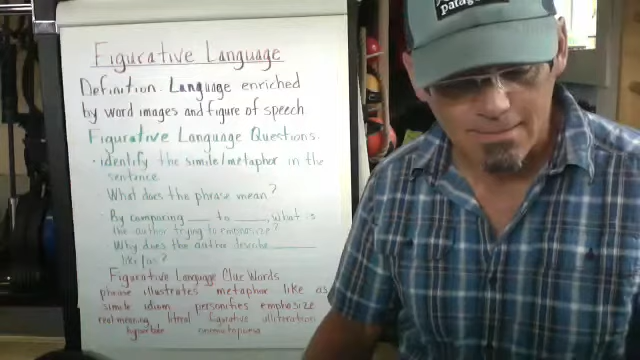 patagonia
Figurative Language
Definition. Language enriched
by word images and figure of speech
Figurative Language Questions.
• identify the simile/metaphor in the
sentence
What does the phrase mean?
By comparing ___ to ___, what is
the author trying to emphasize?
Why does the author describe ___
like/as?
Figurative Language Clue Words
phrase illustrates metaphor like as
simile idiom personifies emphasize
real-meaning literal figurative alliteration
hyperbole onomatopoeia